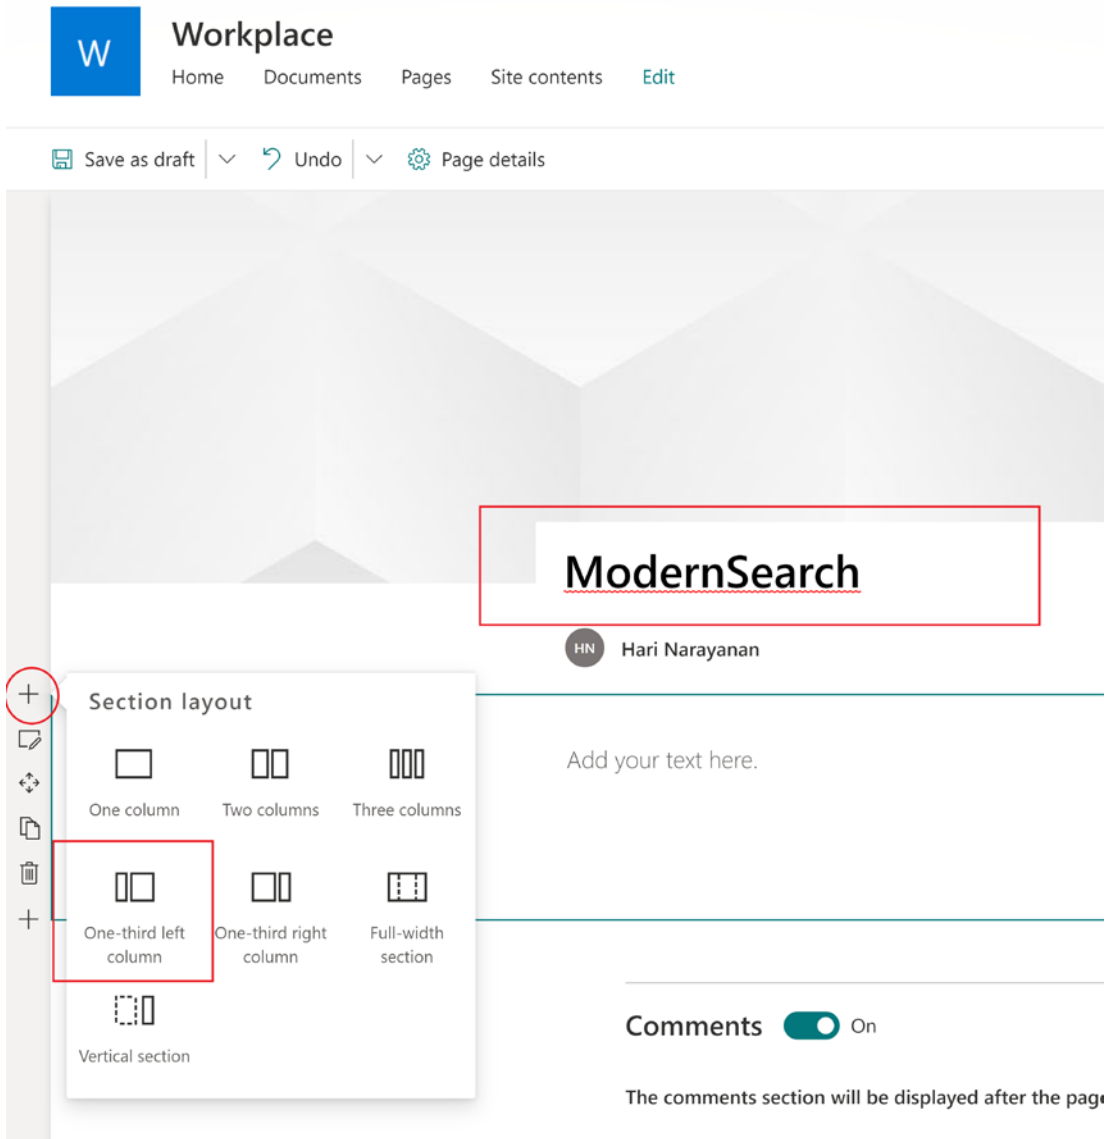 W
Workplace
Home Documents Pages Site contents Edit
Save as draft Undo Page details
ModernSearch
HN Hari Narayanan
Section layout
One column Two columns Three columns
One-third left column One-third right column Full-width section
Vertical section
Add your text here.
Comments On
The comments section will be displayed after the page